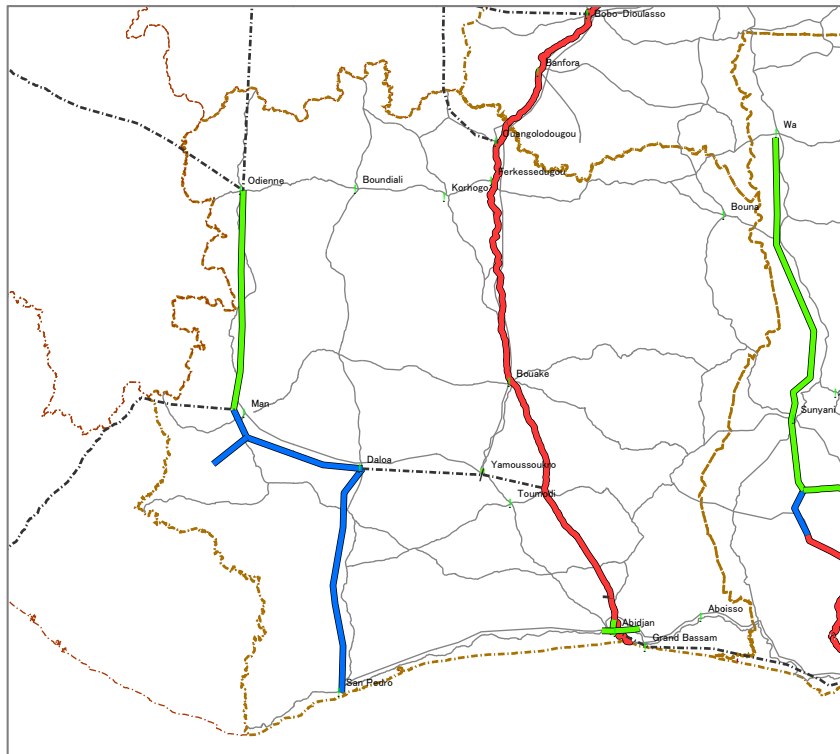 Bobo-Dioulasso
Banfora
Wa
Ouangolodougou
Ferkessedugou
Odienne
Boundiali
Korhogo
Bouna
Bouake
Man
Sunyani
Daloa
Yamoussoukro
Toumodi
Aboisso
Abidjan
Grand Bassam
San Pedro